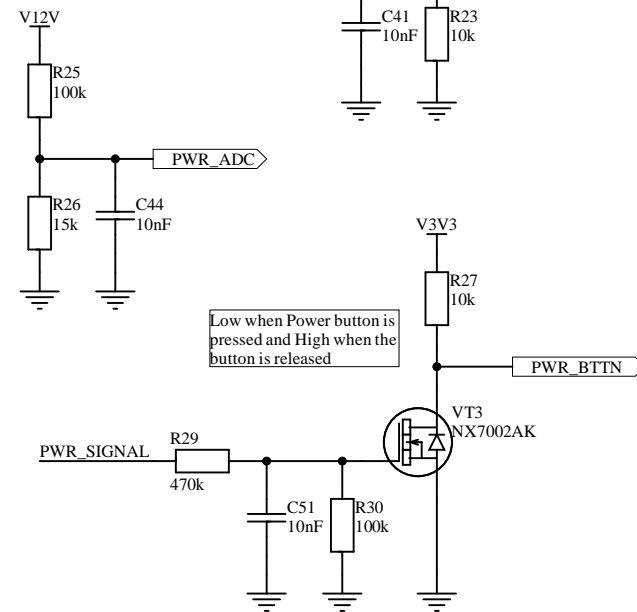 V12V
C41
10nF
R23
10k
R25
100k
PWR_ADC
R26
15k
C44
10nF
V3V3
R27
10k
Low when Power button is
pressed and High when the
button is released
PWR_BTTN
VT3
NX7002AK
PWR_SIGNAL
R29
470k
C51
10nF
R30
100k